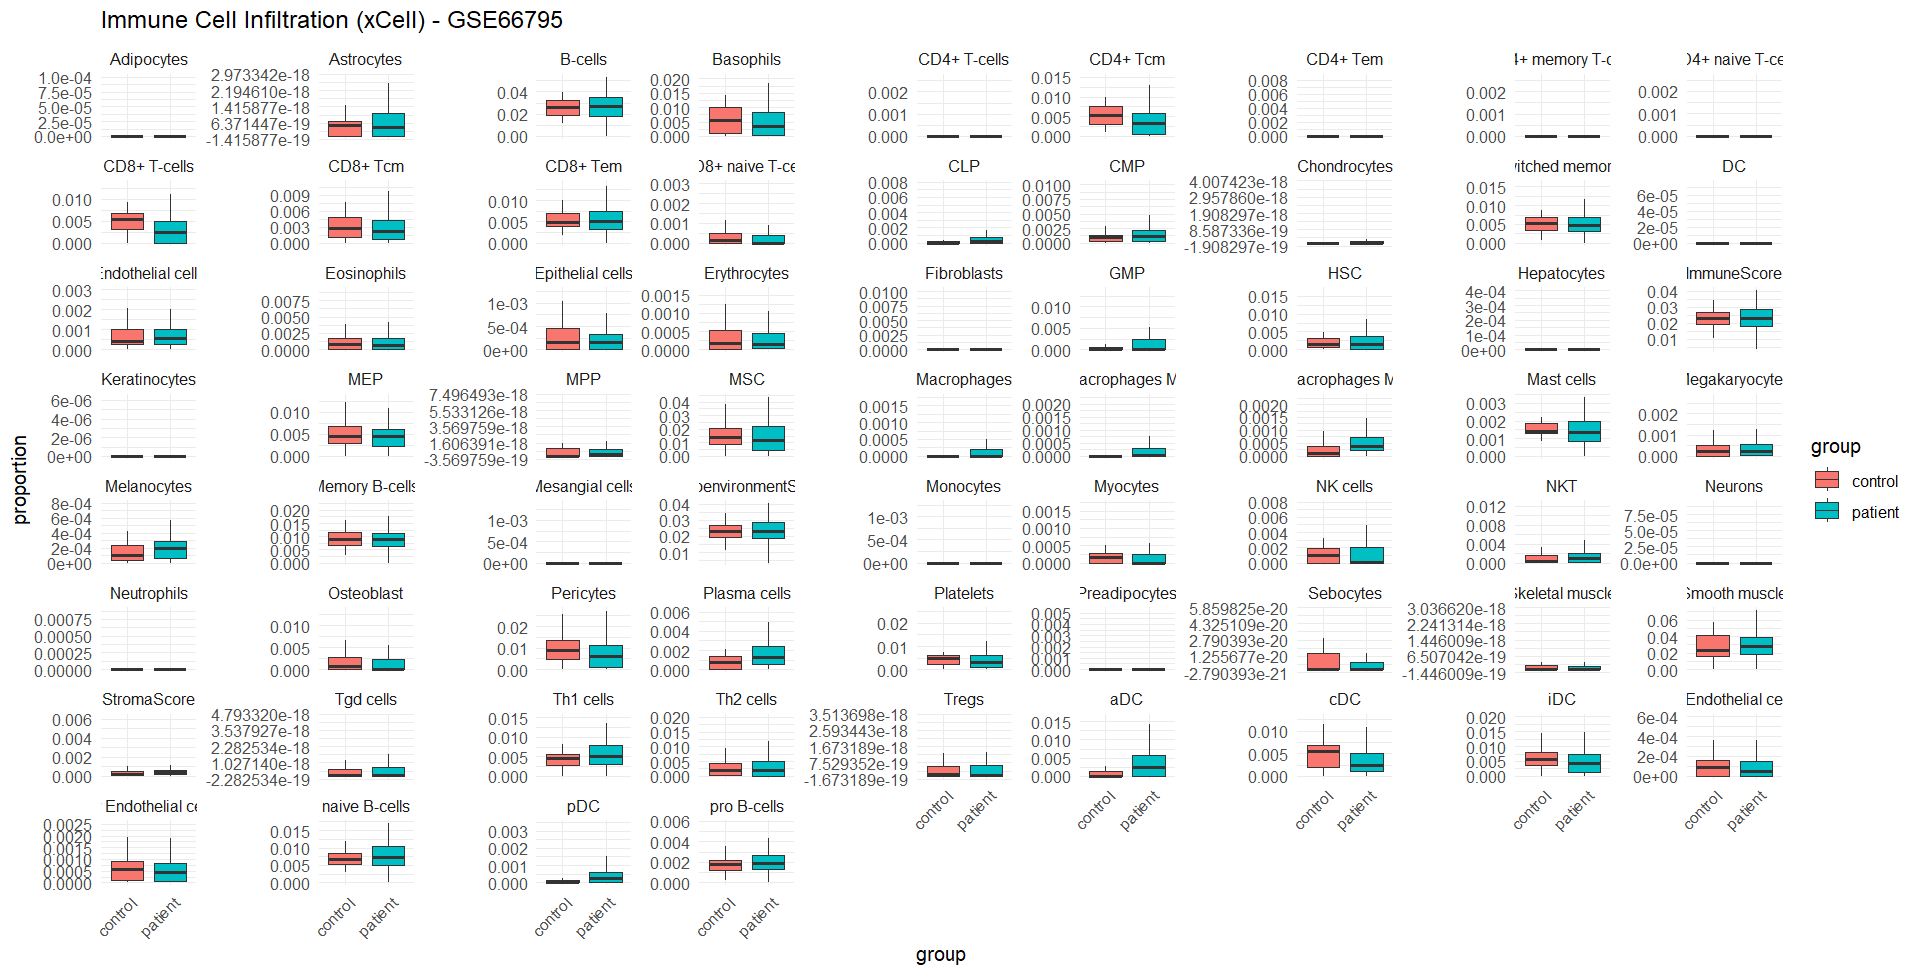 Immune Cell Infiltration (xCell) - GSE66795
Adipocytes Astrocytes B-cells Basophils CD4+ T-cells CD4+ Tcm CD4+ Tem 4+ memory T-c 04+ naive T-ce
1.0e-04 7.5e-05 5.0e-05 2.5e-05 0.0e+00
2.973342e-18 2.194610e-18 1.415877e-18 6.371447e-19 -1.415877e-19
0.04 0.02 0.00
0.020 0.015 0.010 0.005 0.000
0.002 0.001 0.000
0.015 0.010 0.005 0.000
0.008 0.006 0.004 0.002 0.000
0.002 0.001 0.000
0.002 0.001 0.000
CD8+ T-cells CD8+ Tcm CD8+ Tem 08+ naive T-ce CLP CMP Chondrocytes witched memor DC
0.010 0.005 0.000
0.009 0.006 0.003 0.000
0.010 0.005 0.000
0.003 0.002 0.001 0.000
0.008 0.006 0.004 0.002 0.000
0.0100 0.0075 0.0050 0.0025 0.0000
4.007423e-18 2.957860e-18 1.908297e-18 8.587336e-19 -1.908297e-19
0.015 0.010 0.005 0.000
6e-05 4e-05 2e-05 0e+00
Endothelial cell Eosinophils Epithelial cells Erythrocytes Fibroblasts GMP HSC Hepatocytes ImmuneScore
0.003 0.002 0.001 0.000
0.0075 0.0050 0.0025 0.0000
1e-03 5e-04 0e+00
0.0015 0.0010 0.0005 0.0000
0.0100 0.0075 0.0050 0.0025 0.0000
0.010 0.005 0.000
0.015 0.010 0.005 0.000
4e-04 3e-04 2e-04 1e-04 0e+00
0.04 0.03 0.02 0.01
Keratinocytes MEP MPP MSC Macrophages acrophages M acrophages M Mast cells Megakaryocyte
6e-06 4e-06 2e-06 0e+00
0.010 0.005 0.000
7.496493e-18 5.533126e-18 3.569759e-18 1.606391e-18 -3.569759e-19
0.04 0.03 0.02 0.01 0.00
0.0015 0.0010 0.0005 0.0000
0.0020 0.0015 0.0010 0.0005 0.0000
0.0020 0.0015 0.0010 0.0005 0.0000
0.003 0.002 0.001 0.000
0.002 0.001 0.000
Melanocytes Memory B-cells Mesangial cells oenvironmentS Monocytes Myocytes NK cells NKT Neurons
8e-04 6e-04 4e-04 2e-04 0e+00
0.020 0.015 0.010 0.005 0.000
1e-03 5e-04 0e+00
0.04 0.03 0.02 0.01
1e-03 5e-04 0e+00
0.0015 0.0010 0.0005 0.0000
0.008 0.006 0.004 0.002 0.000
0.012 0.008 0.004 0.000
7.5e-05 5.0e-05 2.5e-05 0.0e+00
Neutrophils Osteoblast Pericytes Plasma cells Platelets Preadipocytes Sebocytes Skeletal muscle Smooth muscle
0.00075 0.00050 0.00025 0.00000
0.010 0.005 0.000
0.02 0.01 0.00
0.006 0.004 0.002 0.000
0.02 0.01 0.00
0.005 0.004 0.003 0.002 0.001 0.000
5.859825e-20 4.325109e-20 2.790393e-20 1.255677e-20 -2.790393e-21
3.036620e-18 2.241314e-18 1.446009e-18 6.507042e-19 -1.446009e-19
0.06 0.04 0.02 0.00
StromaScore Tgd cells Th1 cells Th2 cells Tregs aDC cDC iDC Endothelial ce
0.006 0.004 0.002 0.000
4.793320e-18 3.537927e-18 2.282534e-18 1.027140e-18 -2.282534e-19
0.015 0.010 0.005 0.000
0.020 0.015 0.010 0.005 0.000
3.513698e-18 2.593443e-18 1.673189e-18 7.529352e-19 -1.673189e-19
0.015 0.010 0.005 0.000
0.010 0.005 0.000
0.020 0.015 0.010 0.005 0.000
6e-04 4e-04 2e-04 0e+00
Endothelial ce naive B-cells pDC pro B-cells
0.0025 0.0020 0.0015 0.0010 0.0005 0.0000
0.015 0.010 0.005 0.000
0.003 0.002 0.001 0.000
0.006 0.004 0.002 0.000
control patient control patient control patient control patient control patient
control patient control patient control patient control patient
proportion
group
group
control
patient